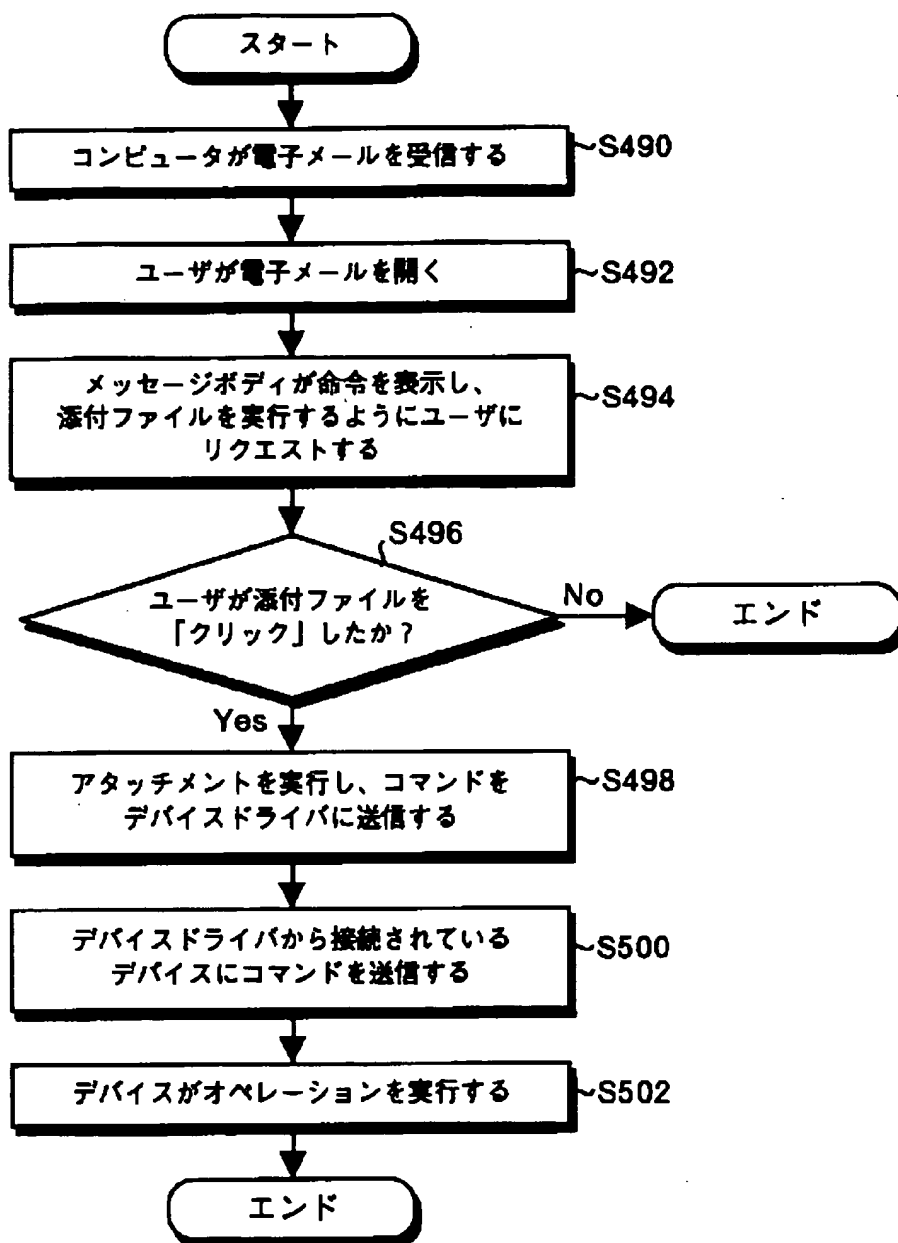 スタート
コンピュータが電子メールを受信する
~S490
ユーザが電子メールを開く
~S492
メッセージボディが命令を表示し、
添付ファイルを実行するようにユーザに
リクエストする
~S494
S496
ユーザが添付ファイルを
「クリック」したか？
No
エンド
Yes
アタッチメントを実行し、コマンドを
デバイスドライバに送信する
~S498
デバイスドライバから接続されている
デバイスにコマンドを送信する
~S500
デバイスがオペレーションを実行する
~S502
エンド